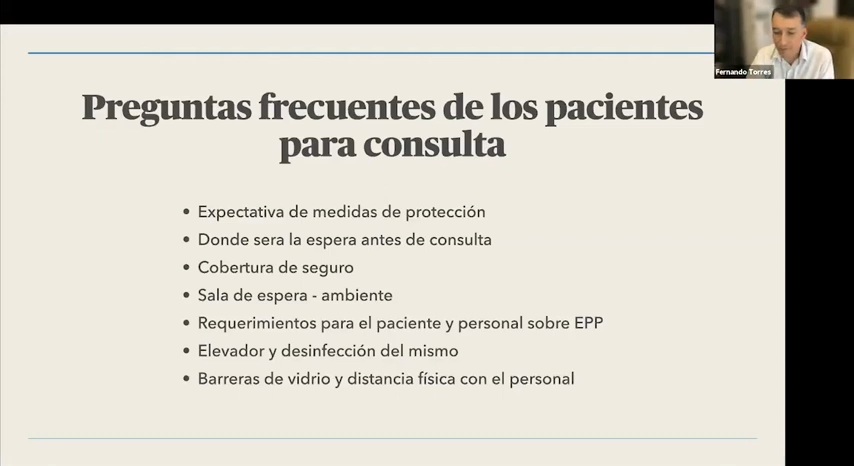 Fernando Torres
Preguntas frecuentes de los pacientes
para consulta
• Expectativa de medidas de protección
• Donde sera la espera antes de consulta
• Cobertura de seguro
• Sala de espera - ambiente
• Requerimientos para el paciente y personal sobre EPP
• Elevador y desinfección del mismo
• Barreras de vidrio y distancia física con el personal